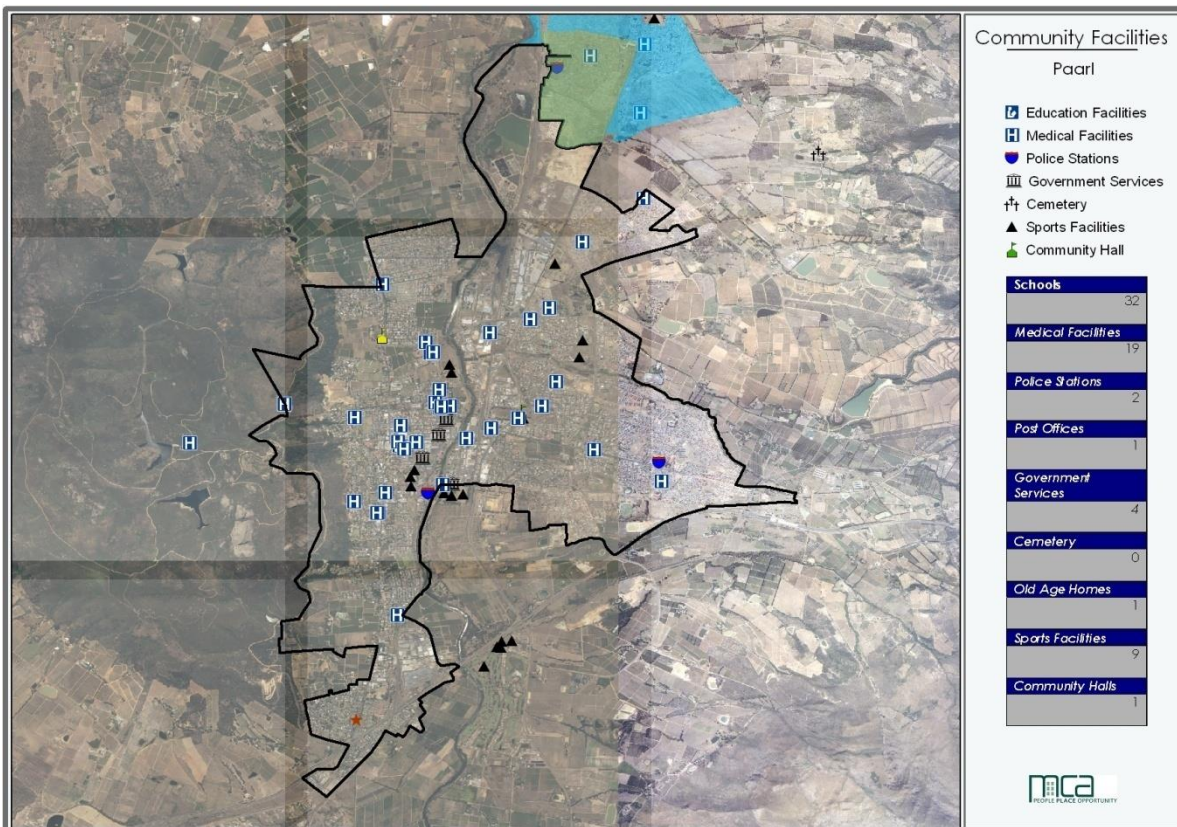 Community Facilities
Paarl
Education Facilities
Medical Facilities
Police Stations
Government Services
Cemetery
Sports Facilities
Community Hall
Schools
32
Medical Facilities
19
Police Stations
2
Post Offices
1
Government
Services
4
Cemetery
0
Old Age Homes
1
Sports Facilities
9
Community Halls
1
mca
PEOPLE PLACE OPPORTUNITY